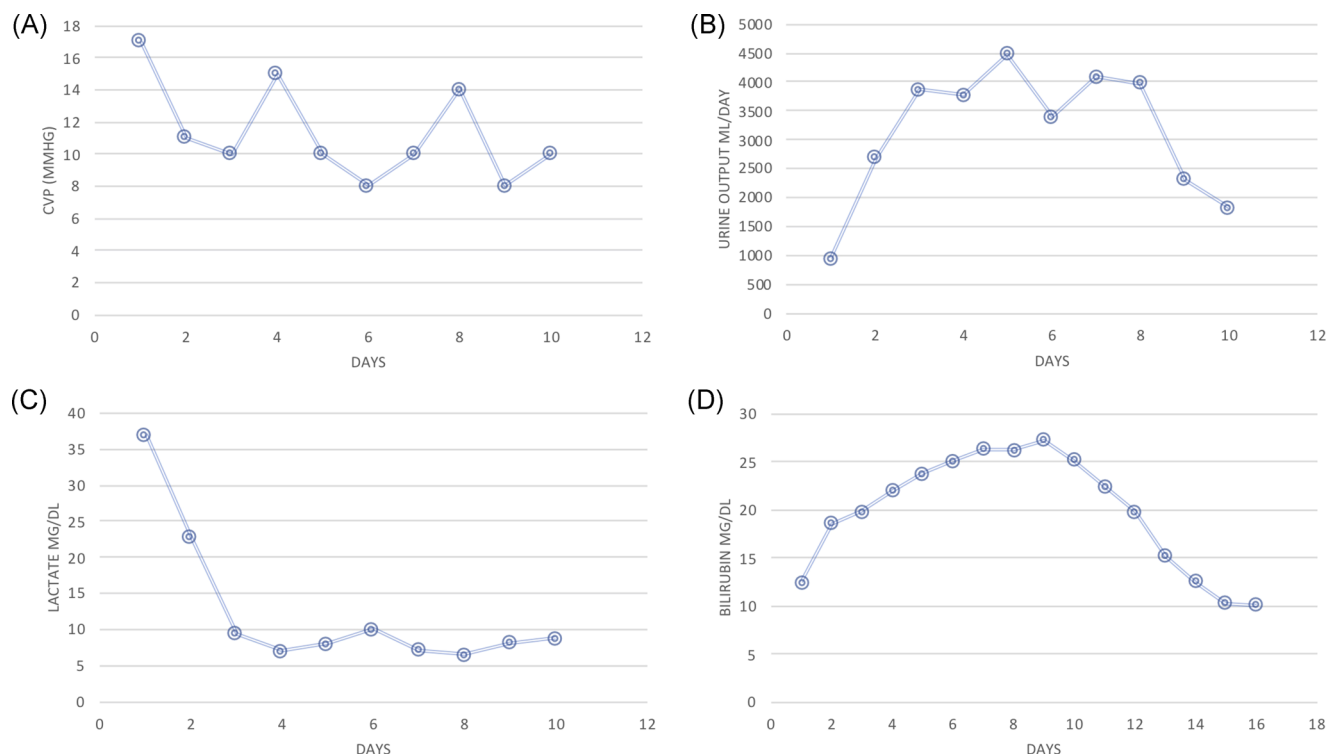 (A)
CVP (MMHG)
18
16
14
12
10
8
6
4
2
0
0 2 4 6 8 10 12
DAYS
(B)
URINE OUTPUT ML/DAY
5000
4500
4000
3500
3000
2500
2000
1500
1000
500
0
0 2 4 6 8 10 12
DAYS
(C)
LACTATE MG/DL
40
35
30
25
20
15
10
5
0
0 2 4 6 8 10 12
DAYS
(D)
BILIRUBIN MG/DL
30
25
20
15
10
5
0
0 2 4 6 8 10 12 14 16 18
DAYS